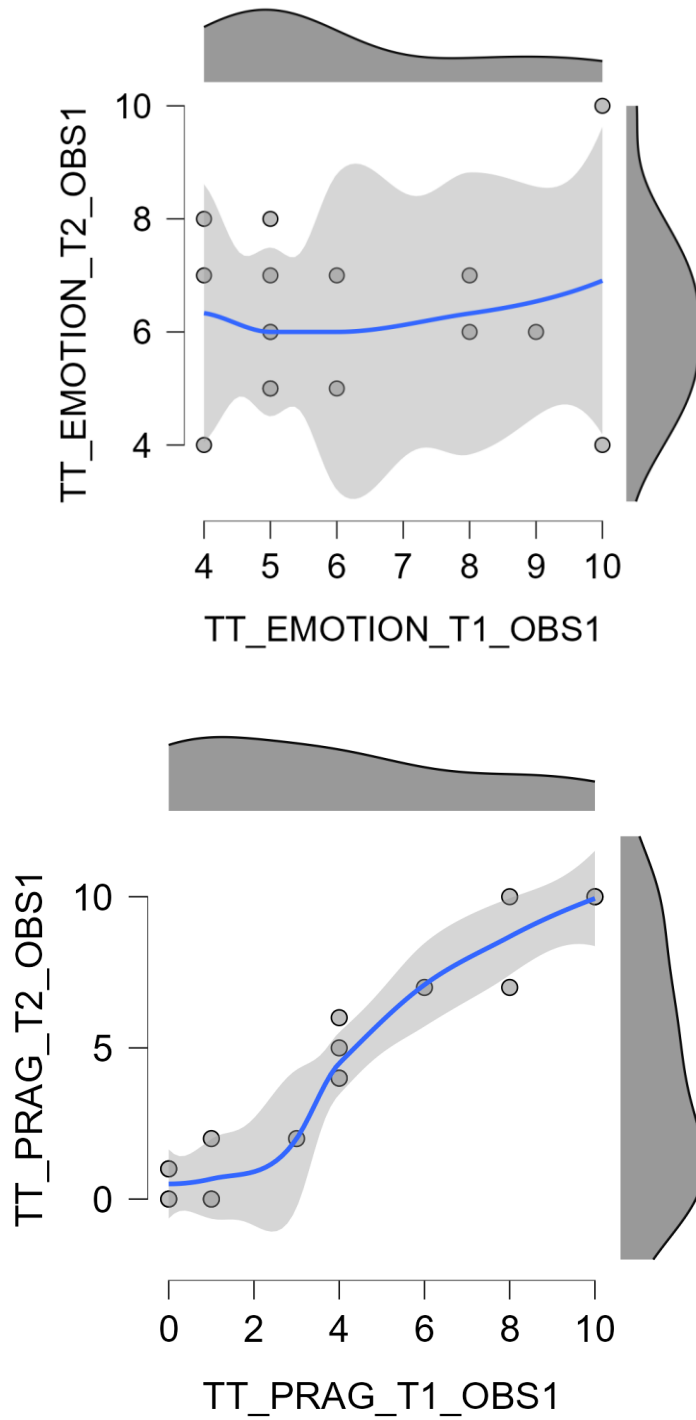 10
8
6
4
TT_EMOTION_T2_OBS1
4 5 6 7 8 9 10
TT_EMOTION_T1_OBS1
10
5
0
TT_PRAG_T2_OBS1
0 2 4 6 8 10
TT_PRAG_T1_OBS1